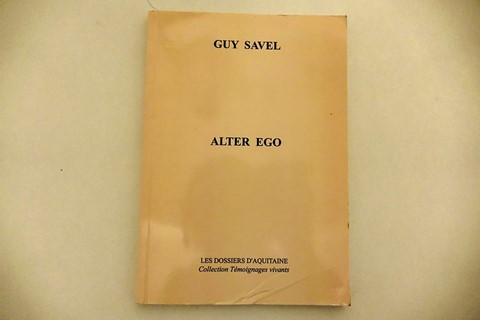 GUY SAVEL
ALTER EGO
LES DOSSIERS D'AQUITAINE
Collection Témoignages vivants